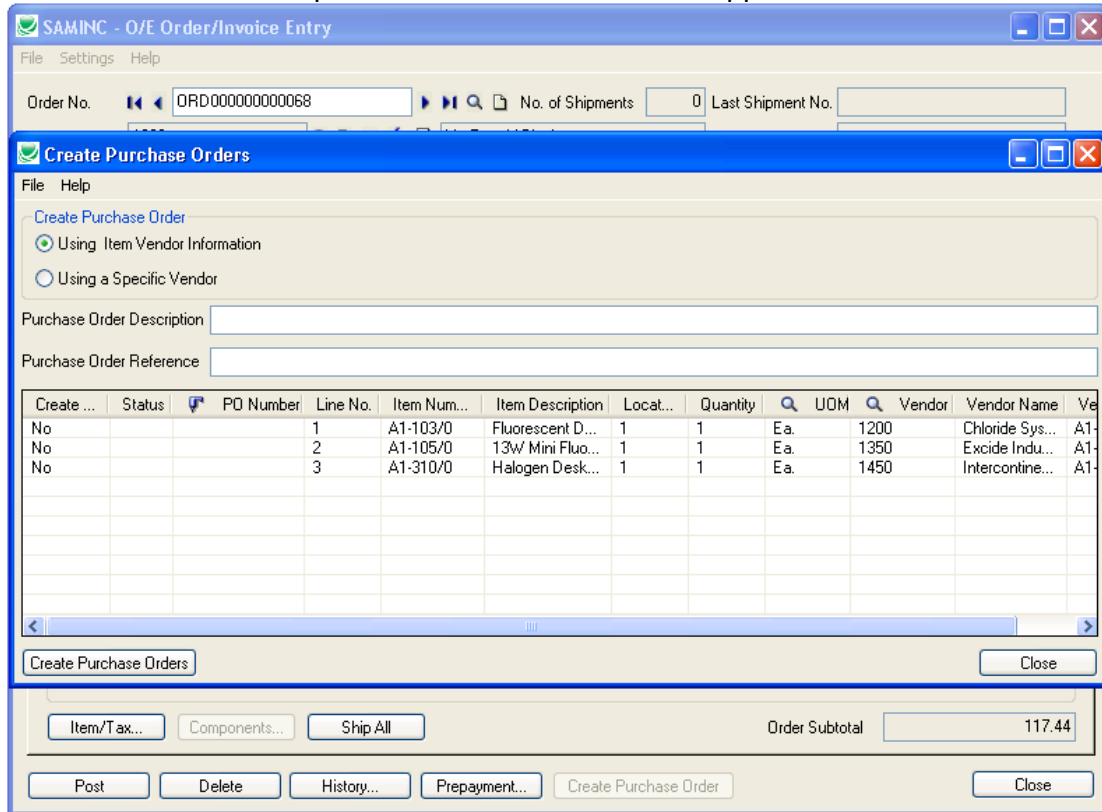 SAMINC - O/E Order/Invoice Entry
File Settings Help
Order No. ORD000000000068 No. of Shipments 0 Last Shipment No.
Create Purchase Orders
File Help
Create Purchase Order
Using Item Vendor Information
Using a Specific Vendor
Purchase Order Description
Purchase Order Reference
Create ... Status PO Number Line No. Item Num... Item Description Locat... Quantity UOM Vendor Vendor Name Ve
No 1 A1-103/0 Fluorescent D... 1 1 Ea. 1200 Chloride Sys... A1-
No 2 A1-105/0 13W Mini Fluo... 1 1 Ea. 1350 Excide Indu... A1-
No 3 A1-310/0 Halogen Desk... 1 1 Ea. 1450 Intercontine... A1-
Create Purchase Orders Close
Item/Tax... Components... Ship All Order Subtotal 117.44
Post Delete History... Prepayment... Create Purchase Order Close